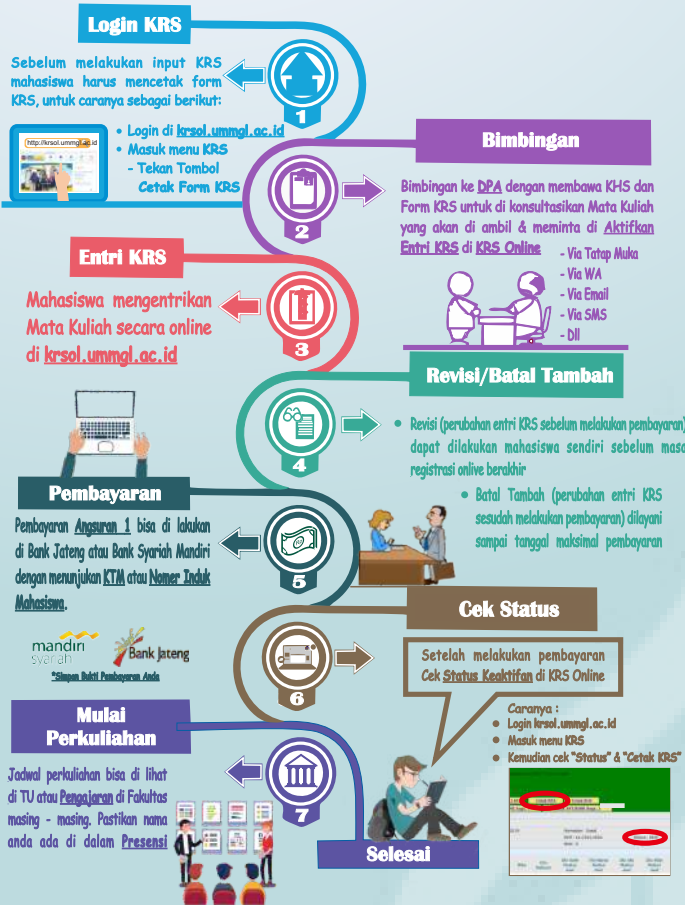 Login KRS
Sebelum melakukan input KRS
mahasiswa harus mencetak form
KRS, untuk caranya sebagai berikut:
http://krsol.ummgl.ac.id
• Login di krsol.ummgl.ac.id
• Masuk menu KRS
- Tekan Tombol
Cetak Form KRS
1
Bimbingan
Bimbingan ke DPA dengan membawa KHS dan
Form KRS untuk di konsultasikan Mata Kuliah
yang akan di ambil & meminta di Aktifkan
Entri KRS di KRS Online
- Via Tatap Muka
- Via WA
- Via Email
- Via SMS
- Dll
2
Entri KRS
Mahasiswa mengentrikan
Mata Kuliah secara online
di krsol.ummgl.ac.id
3
Revisi/Batal Tambah
• Revisi (perubahan entri KRS sebelum melakukan pembayaran)
dapat dilakukan mahasiswa sendiri sebelum masa
registrasi onlive berakhir
• Batal Tambah (perubahan entri KRS
sesudah melakukan pembayaran) dilayani
sampai tanggal maksimal pembayaran
4
Pembayaran
Pembayaran Angsuran 1 bisa di lakukan
di Bank Jateng atau Bank Syariah Mandiri
dengan menunjukan KTM atau Nomer Induk
Mahasiswa.
mandiri
syariah
Bank Jateng
*Simpan Bukti Pembayaran Anda
5
Cek Status
Setelah melakukan pembayaran
Cek Status Keaktifan di KRS Online
Caranya :
• Login krsol.ummgl.ac.id
• Masuk menu KRS
• Kemudian cek "Status" & "Cetak KRS"
6
Mulai
Perkuliahan
Jadwal perkuliahan bisa di lihat
di TU atau Pengajaran di Fakultas
masing - masing. Pastikan nama
anda ada di dalam Presensi
7
Selesai